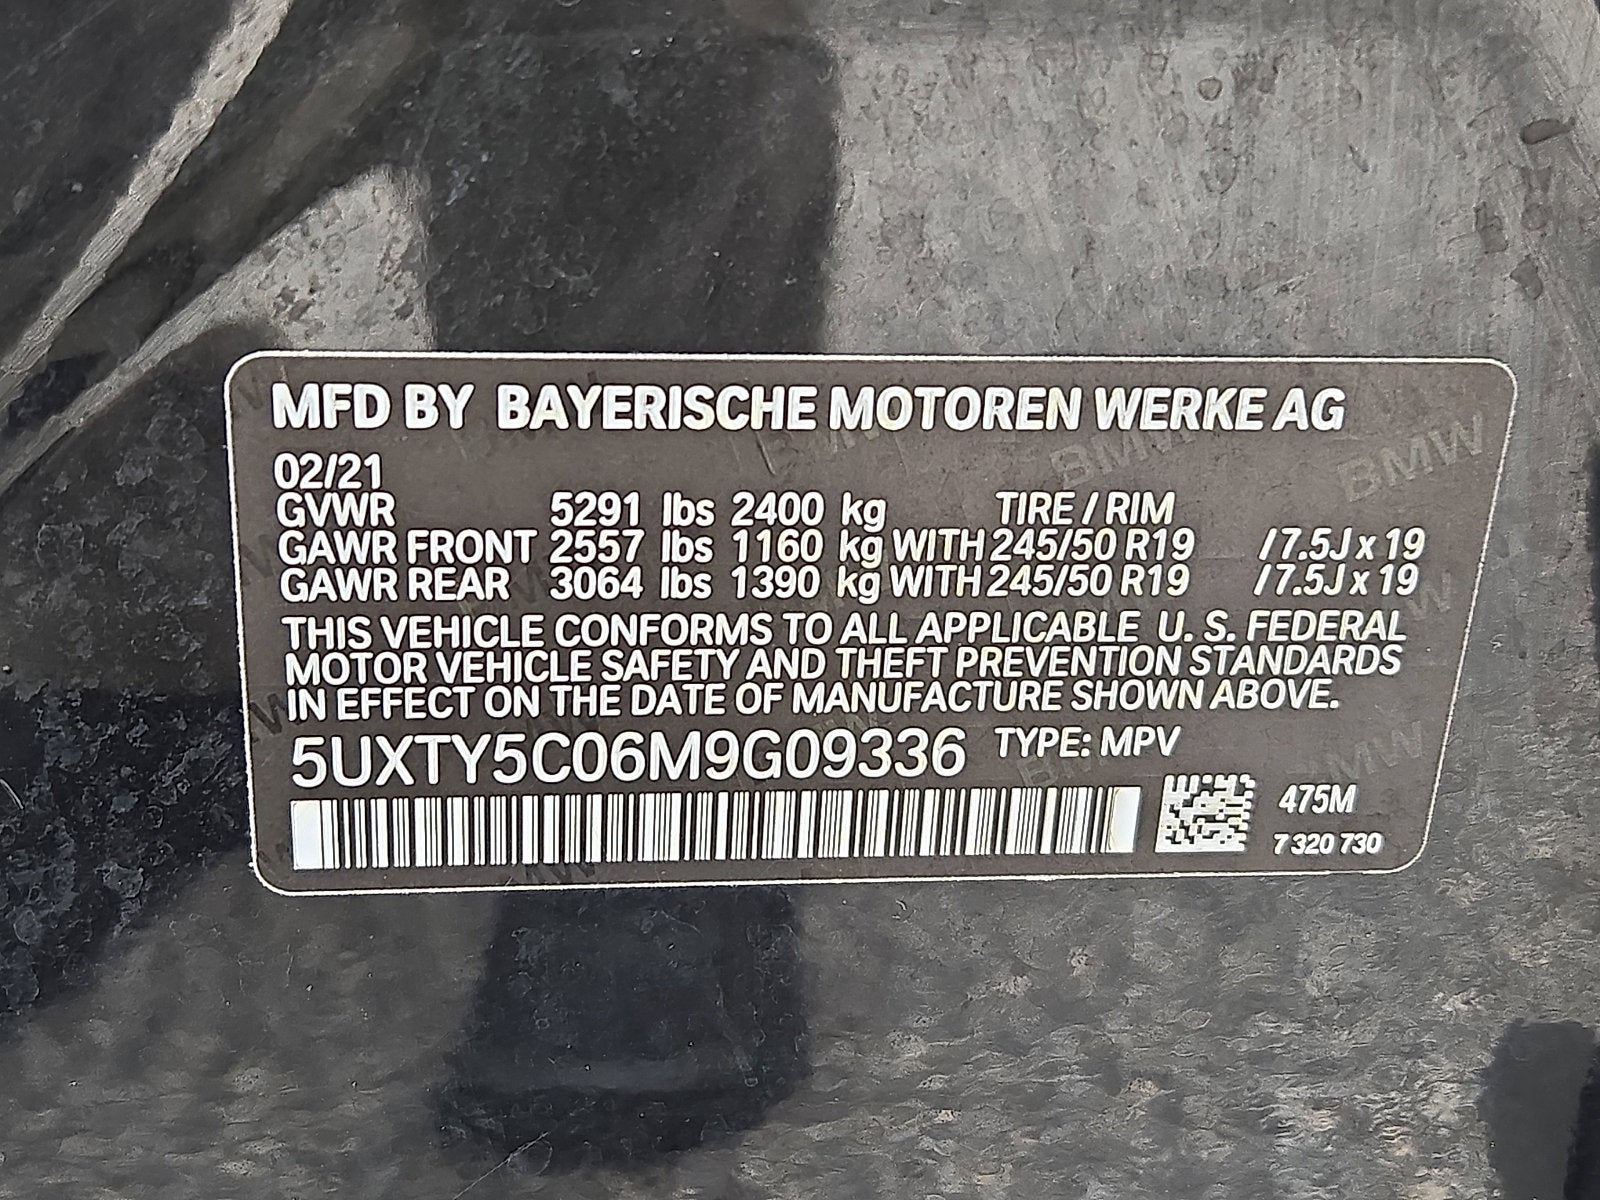 MFD BY BAYERISCHE MOTOREN WERKE AG
02/21
GVWR 5291 lbs 2400 kg TIRE / RIM
GAWR FRONT 2557 lbs 1160 kg WITH 245/50 R19 / 7.5J x 19
GAWR REAR 3064 lbs 1390 kg WITH 245/50 R19 / 7.5J x 19
THIS VEHICLE CONFORMS TO ALL APPLICABLE U. S. FEDERAL
MOTOR VEHICLE SAFETY AND THEFT PREVENTION STANDARDS
IN EFFECT ON THE DATE OF MANUFACTURE SHOWN ABOVE.
5UXTY5C06M9G09336 TYPE: MPV
475M
7 320 730